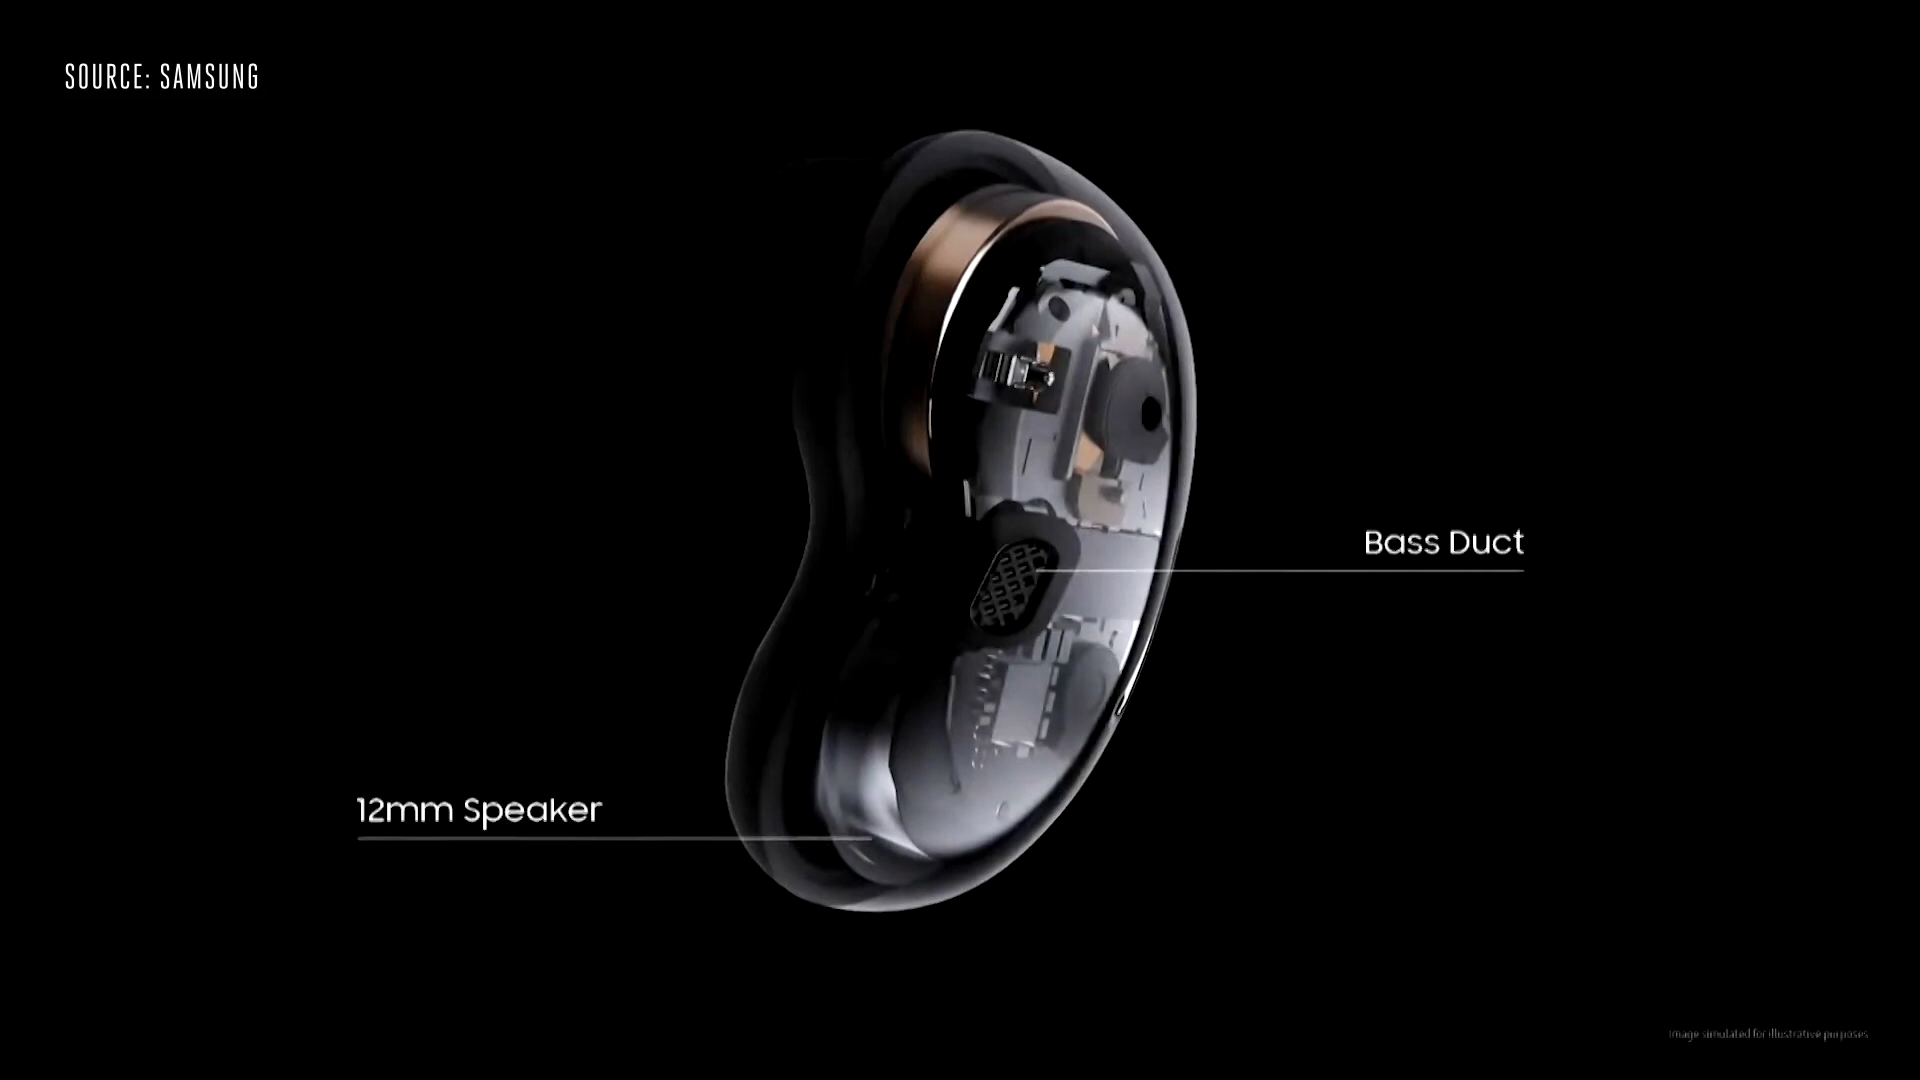 SOURCE: SAMSUNG
Bass Duct
12mm Speaker
Image simulated for illustrative purposes